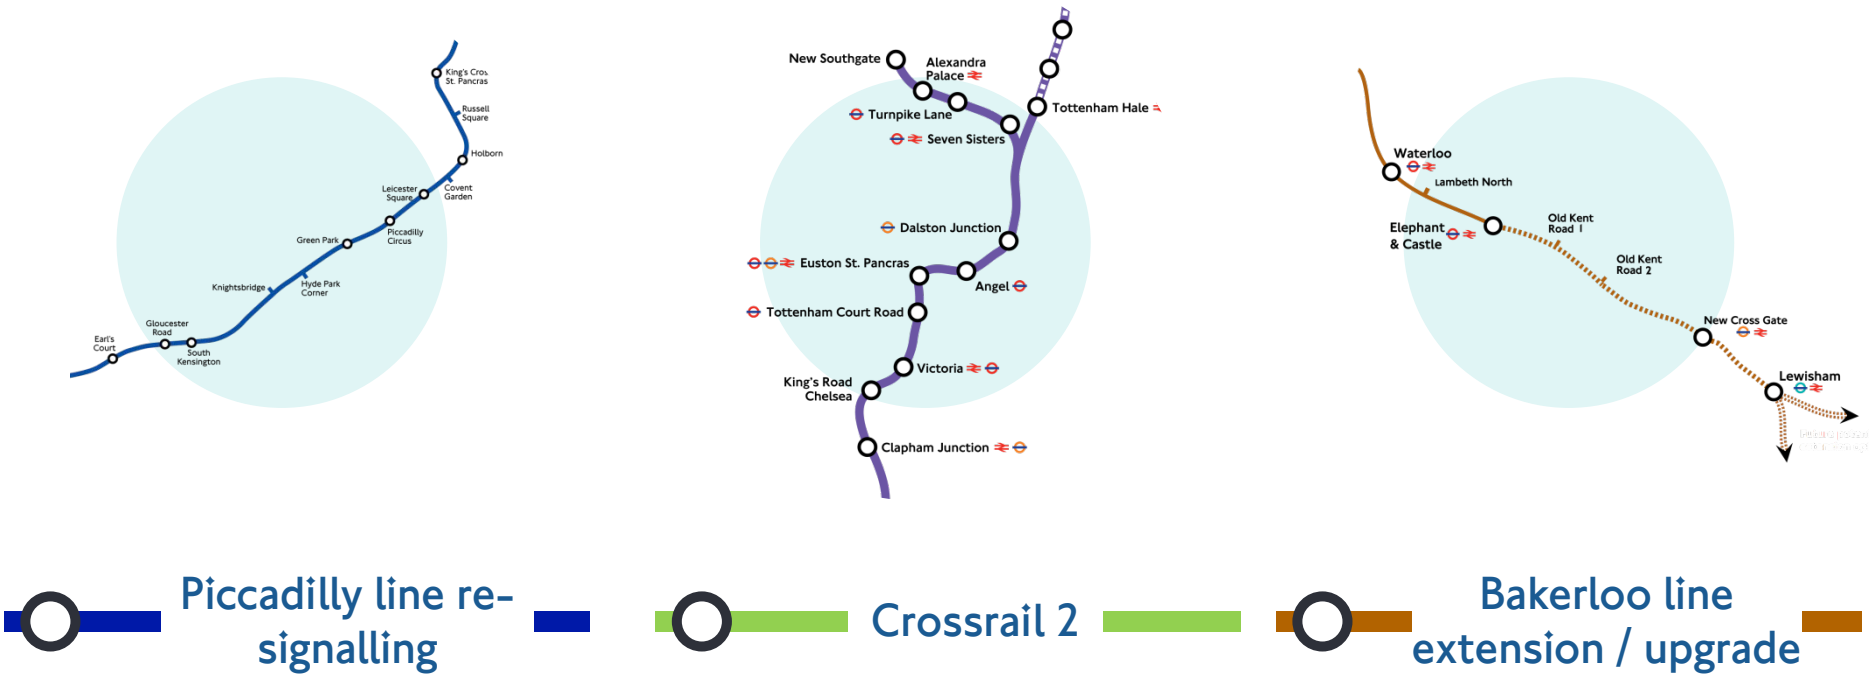 King's Cros
St. Pancras
Russell
Square
Holborn
Covent
Garden
Leicester
Square
Piccadilly
Circus
Green Park
Hyde Park
Corner
Knightsbridge
Gloucester
Road
South
Kensington
Earl's
Court
New Southgate
Alexandra
Palace
Turnpike Lane
Seven Sisters
Tottenham Hale
Dalston Junction
Euston St. Pancras
Angel
Tottenham Court Road
Victoria
King's Road
Chelsea
Clapham Junction
Waterloo
Lambeth North
Elephant
& Castle
Old Kent
Road 1
Old Kent
Road 2
New Cross Gate
Lewisham
Piccadilly line re-
signalling
Crossrail 2
Bakerloo line
extension / upgrade